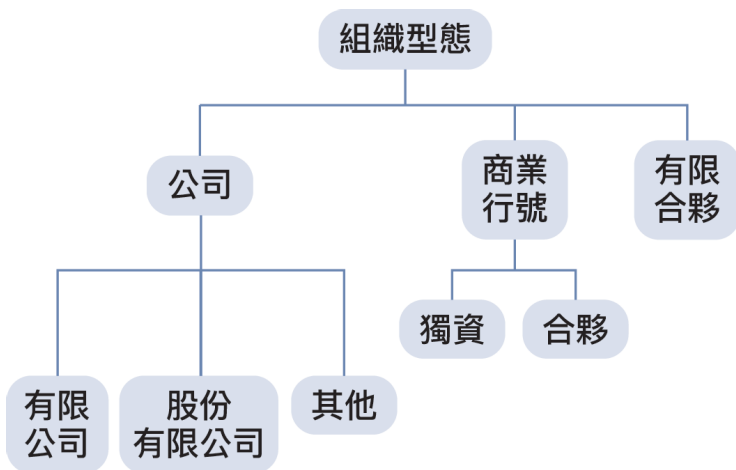 組織型態
公司
商業
行號
有限
合夥
獨資
合夥
有限
公司
股份
有限公司
其他